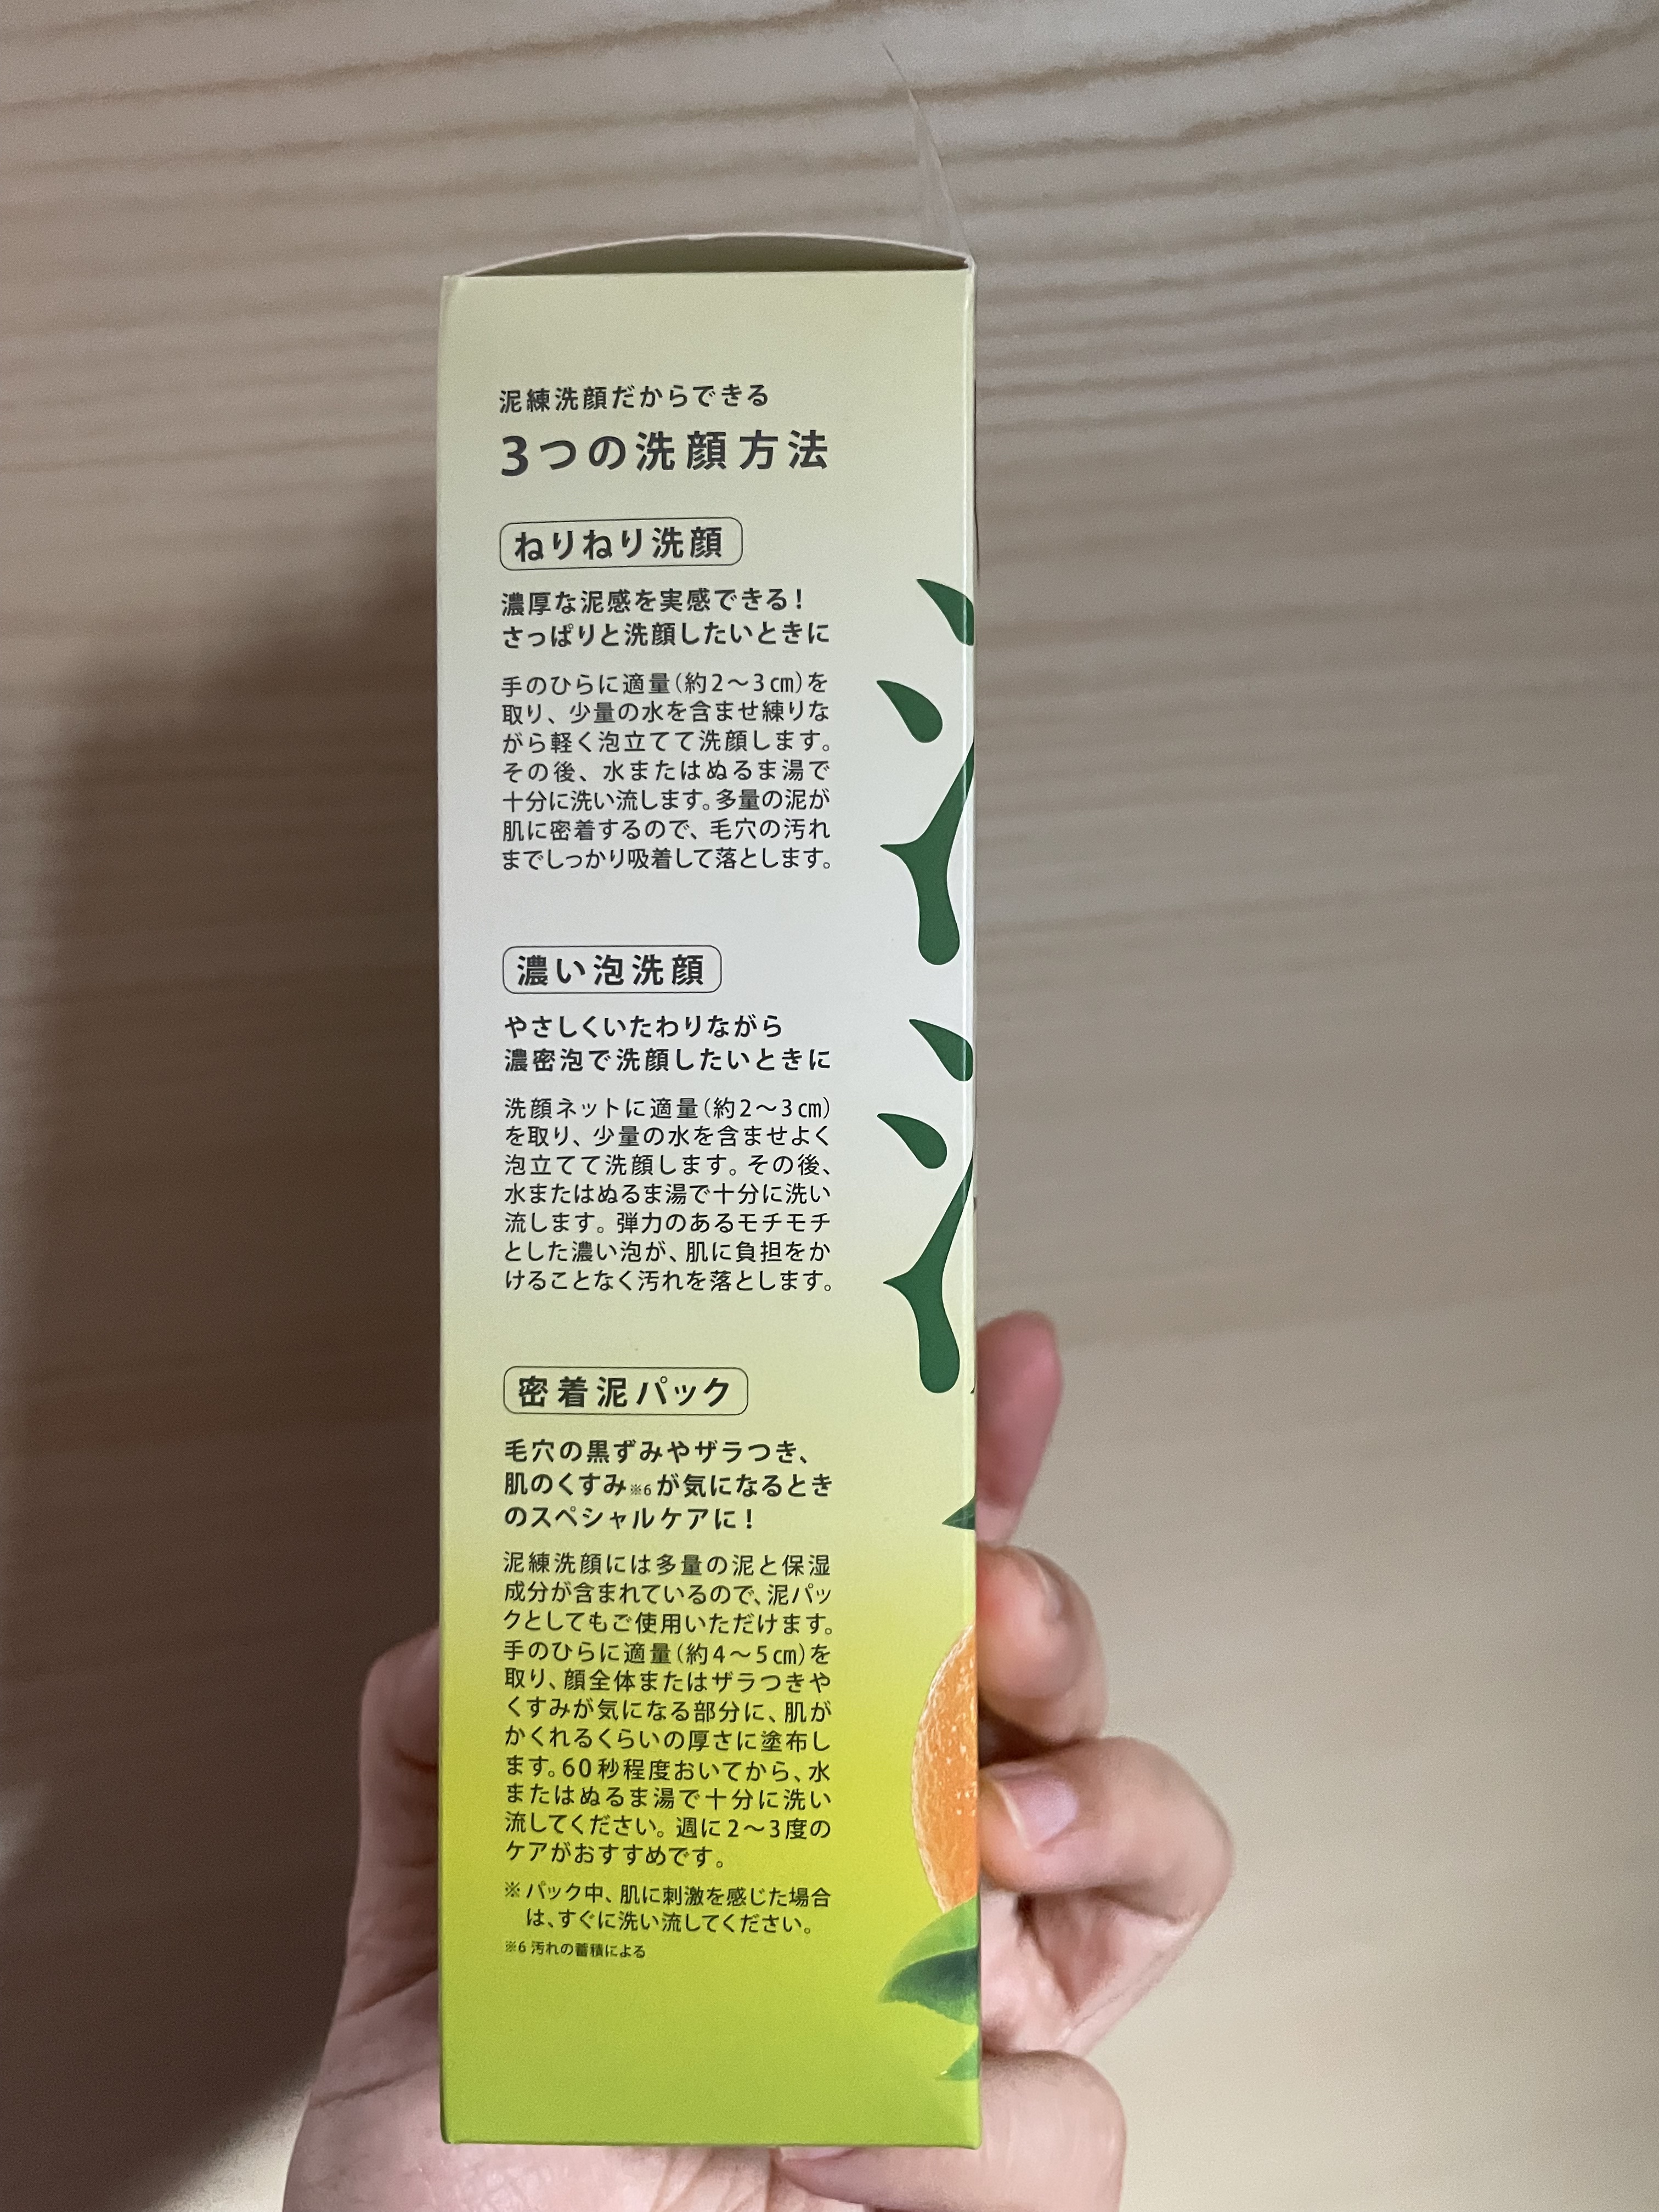 泥練洗顔だからできる
3つの洗顔方法
ねりねり洗顔
濃厚な泥感を実感できる！
さっぱりと洗顔したいときに
手のひらに適量（約2〜3㎝）を
取り、少量の水を含ませ練りな
がら軽く泡立てて洗顔します。
その後、水またはぬるま湯で
十分に洗い流します。多量の泥が
肌に密着するので、毛穴の汚れ
までしっかり吸着して落とします。
濃い泡洗顔
やさしくいたわりながら
濃密泡で洗顔したいときに
洗顔ネットに適量（約2〜3㎝）
を取り、少量の水を含ませよく
泡立てて洗顔します。その後、
水またはぬるま湯で十分に洗い
流します。弾力のあるモチモチ
とした濃い泡が、肌に負担をか
けることなく汚れを落とします。
密着泥パック
毛穴の黒ずみやザラつき、
肌のくすみ※6が気になるとき
のスペシャルケアに！
泥練洗顔には多量の泥と保湿
成分が含まれているので、泥パッ
クとしてもご使用いただけます。
手のひらに適量（約4〜5㎝）を
取り、顔全体またはザラつきや
くすみが気になる部分に、肌が
かくれるくらいの厚さに塗布し
ます。60秒程度おいてから、水
またはぬるま湯で十分に洗い
流してください。週に2〜3度の
ケアがおすすめです。
※パック中、肌に刺激を感じた場合
は、すぐに洗い流してください。
※6 汚れの蓄積による